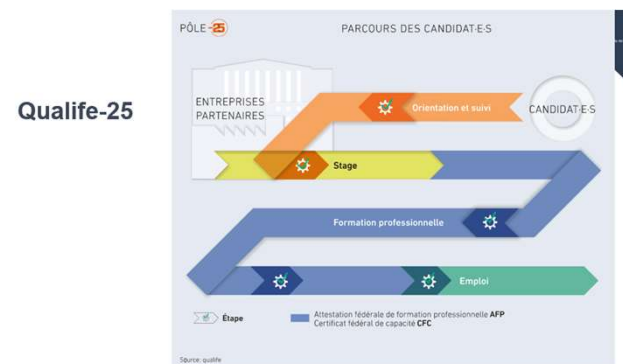 Qualife-25
PÔLE-25
PARCOURS DES CANDIDAT·E·S
ENTREPRISES
PARTENAIRES
Orientation et suivi
CANDIDAT·E·S
Stage
Formation professionnelle
Emploi
Étape
Attestation fédérale de formation professionnelle AFP
Certificat fédéral de capacité CFC
Source: qualife